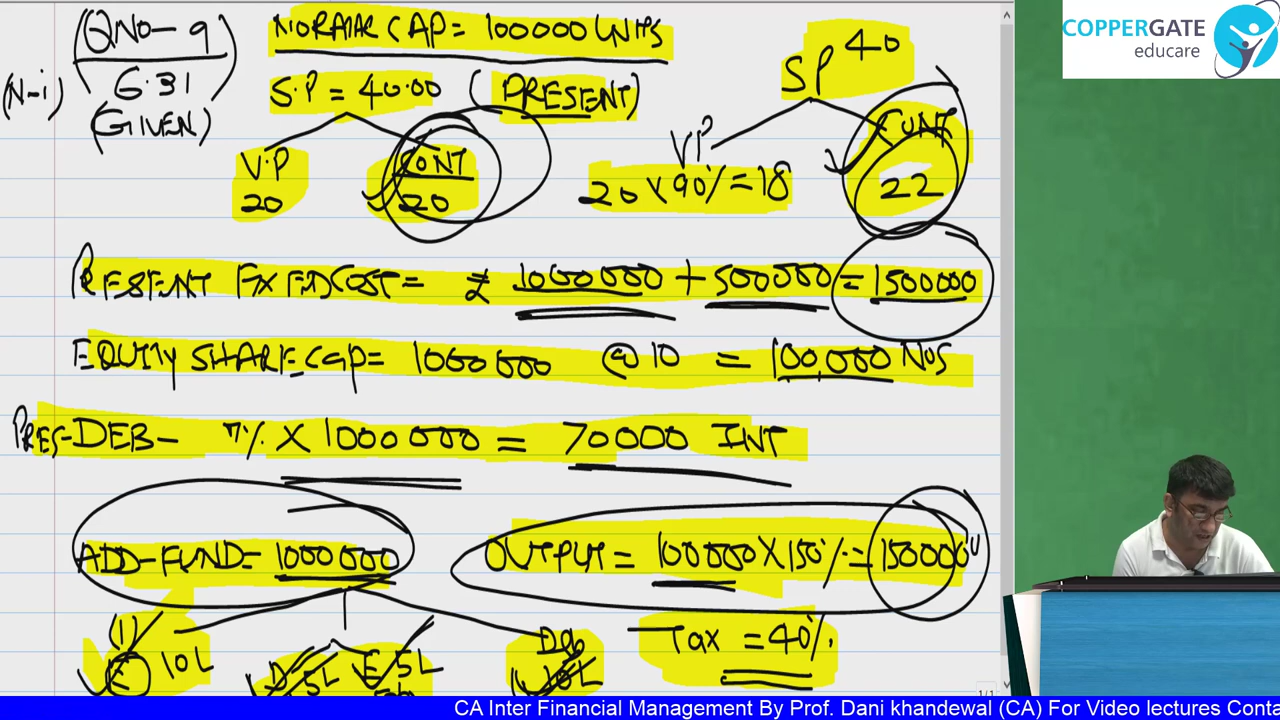 COPPERGATE
educare
QNO-9
6.31
(GIVEN)
(N-i)
NORMAL CAP = 100000 UNITS
S.P = 40.00 (PRESENT)
V.P
20
CONT
20
SP 40
VP
20 X 90% = 18
CONT
22
PRESENT FIXED COST = ₤ 1000000 + 500000 = 1500000
EQUITY SHARE CAP = 1000000 @ 10 = 100,000 NOS
PRES-DEB- 7% X 1000000 = 70000 INT
ADD-FUND = 1000000
OUTPUT = 100000 X 150% = 150000 U
(1)
E 10L
D-5L E 5L
Deb
10L
Tax = 40%
1/1
CA Inter Financial Management By Prof. Dani khandewal (CA) For Video lectures Conta